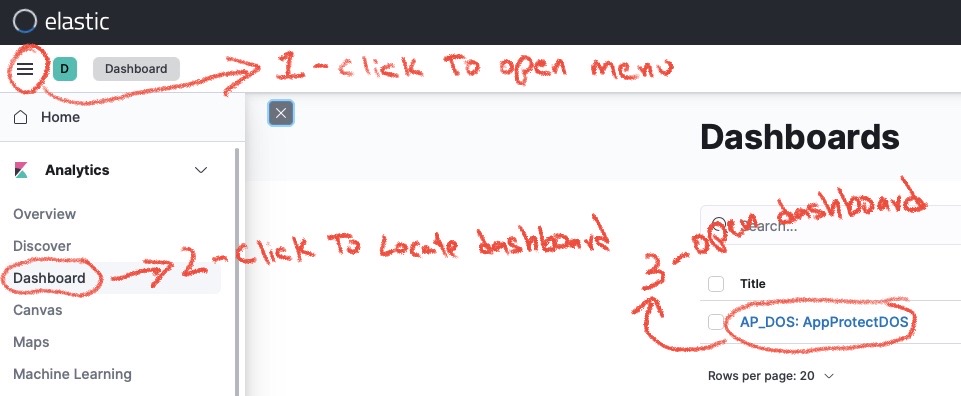 elastic
D Dashboard
1-click To open menu
Home
Dashboards
Analytics
Overview
Discover
Dashboard
Canvas
Maps
Machine Learning
2-click To Locate dashboard
Search...
3-open dashboard
Title
AP_DOS: AppProtectDOS
Rows per page: 20